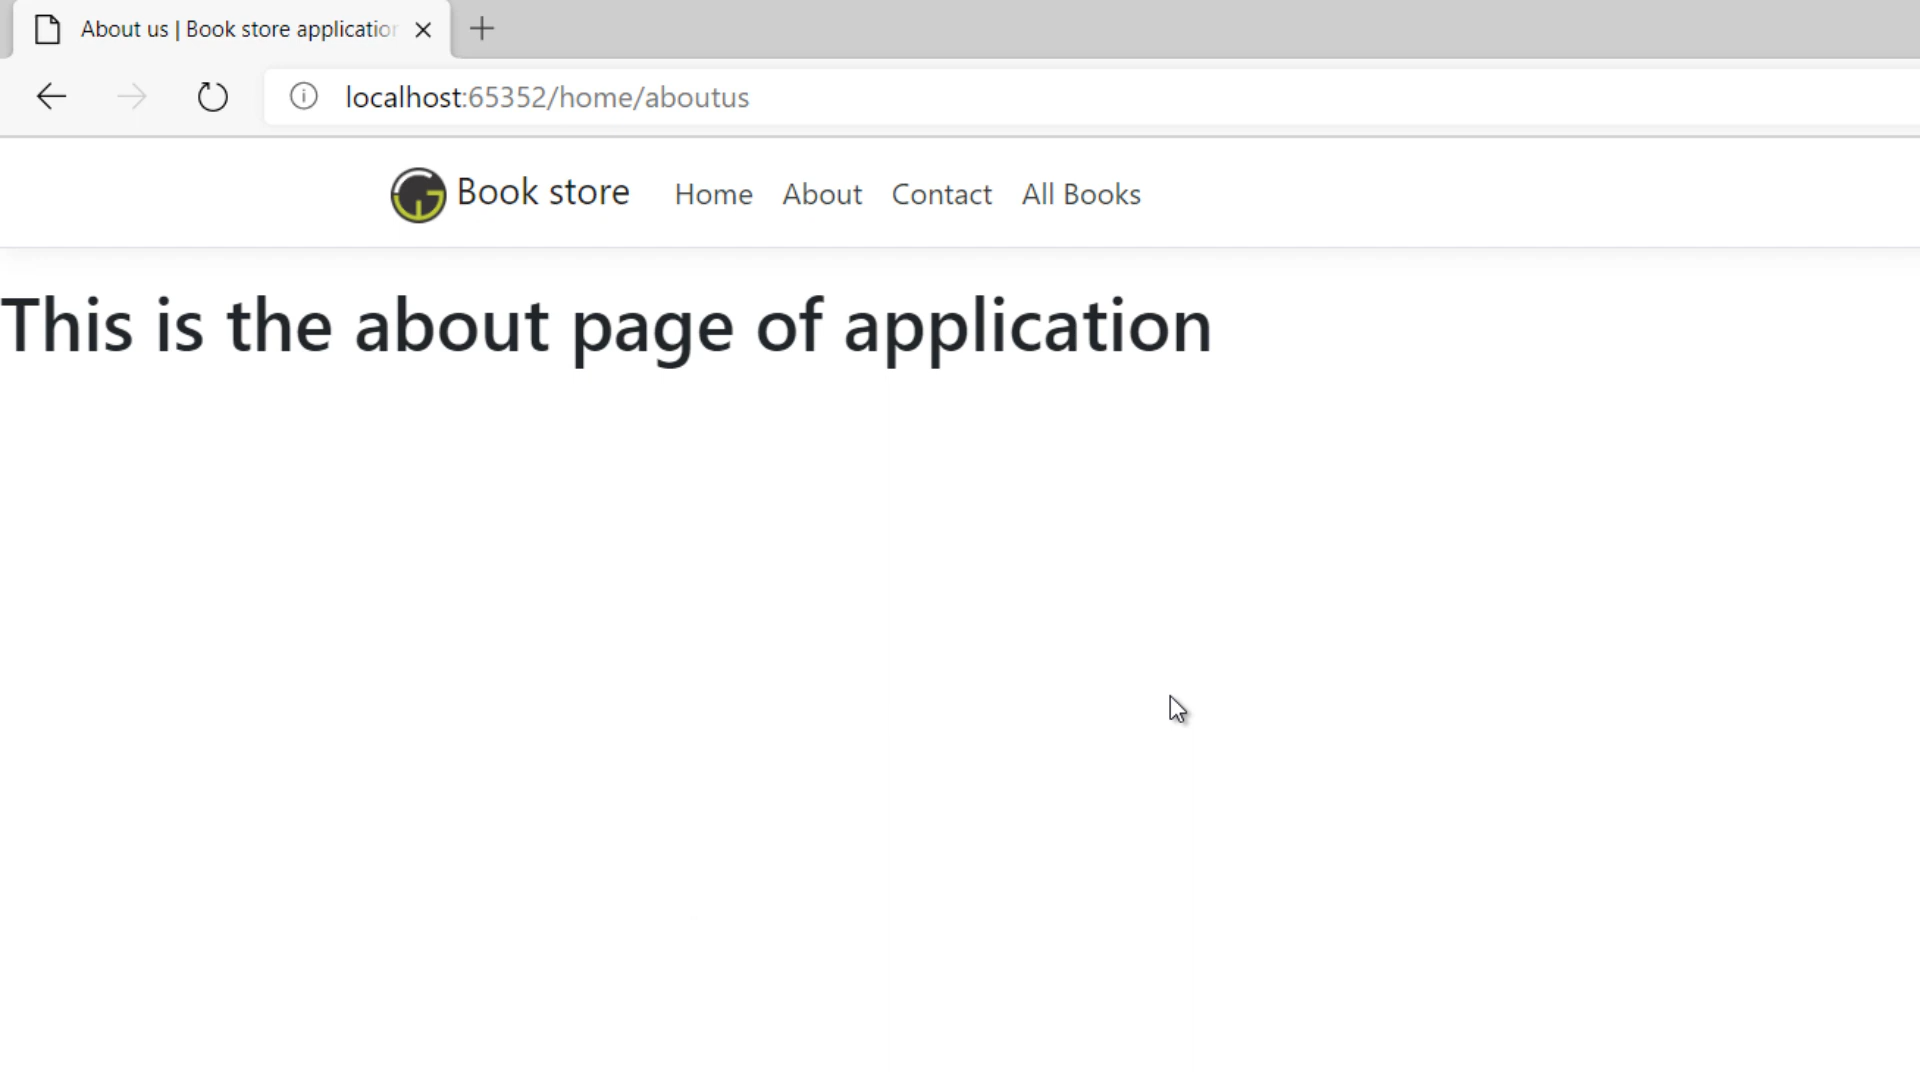 About us | Book store application
localhost:65352/home/aboutus
Book store Home About Contact All Books
This is the about page of application